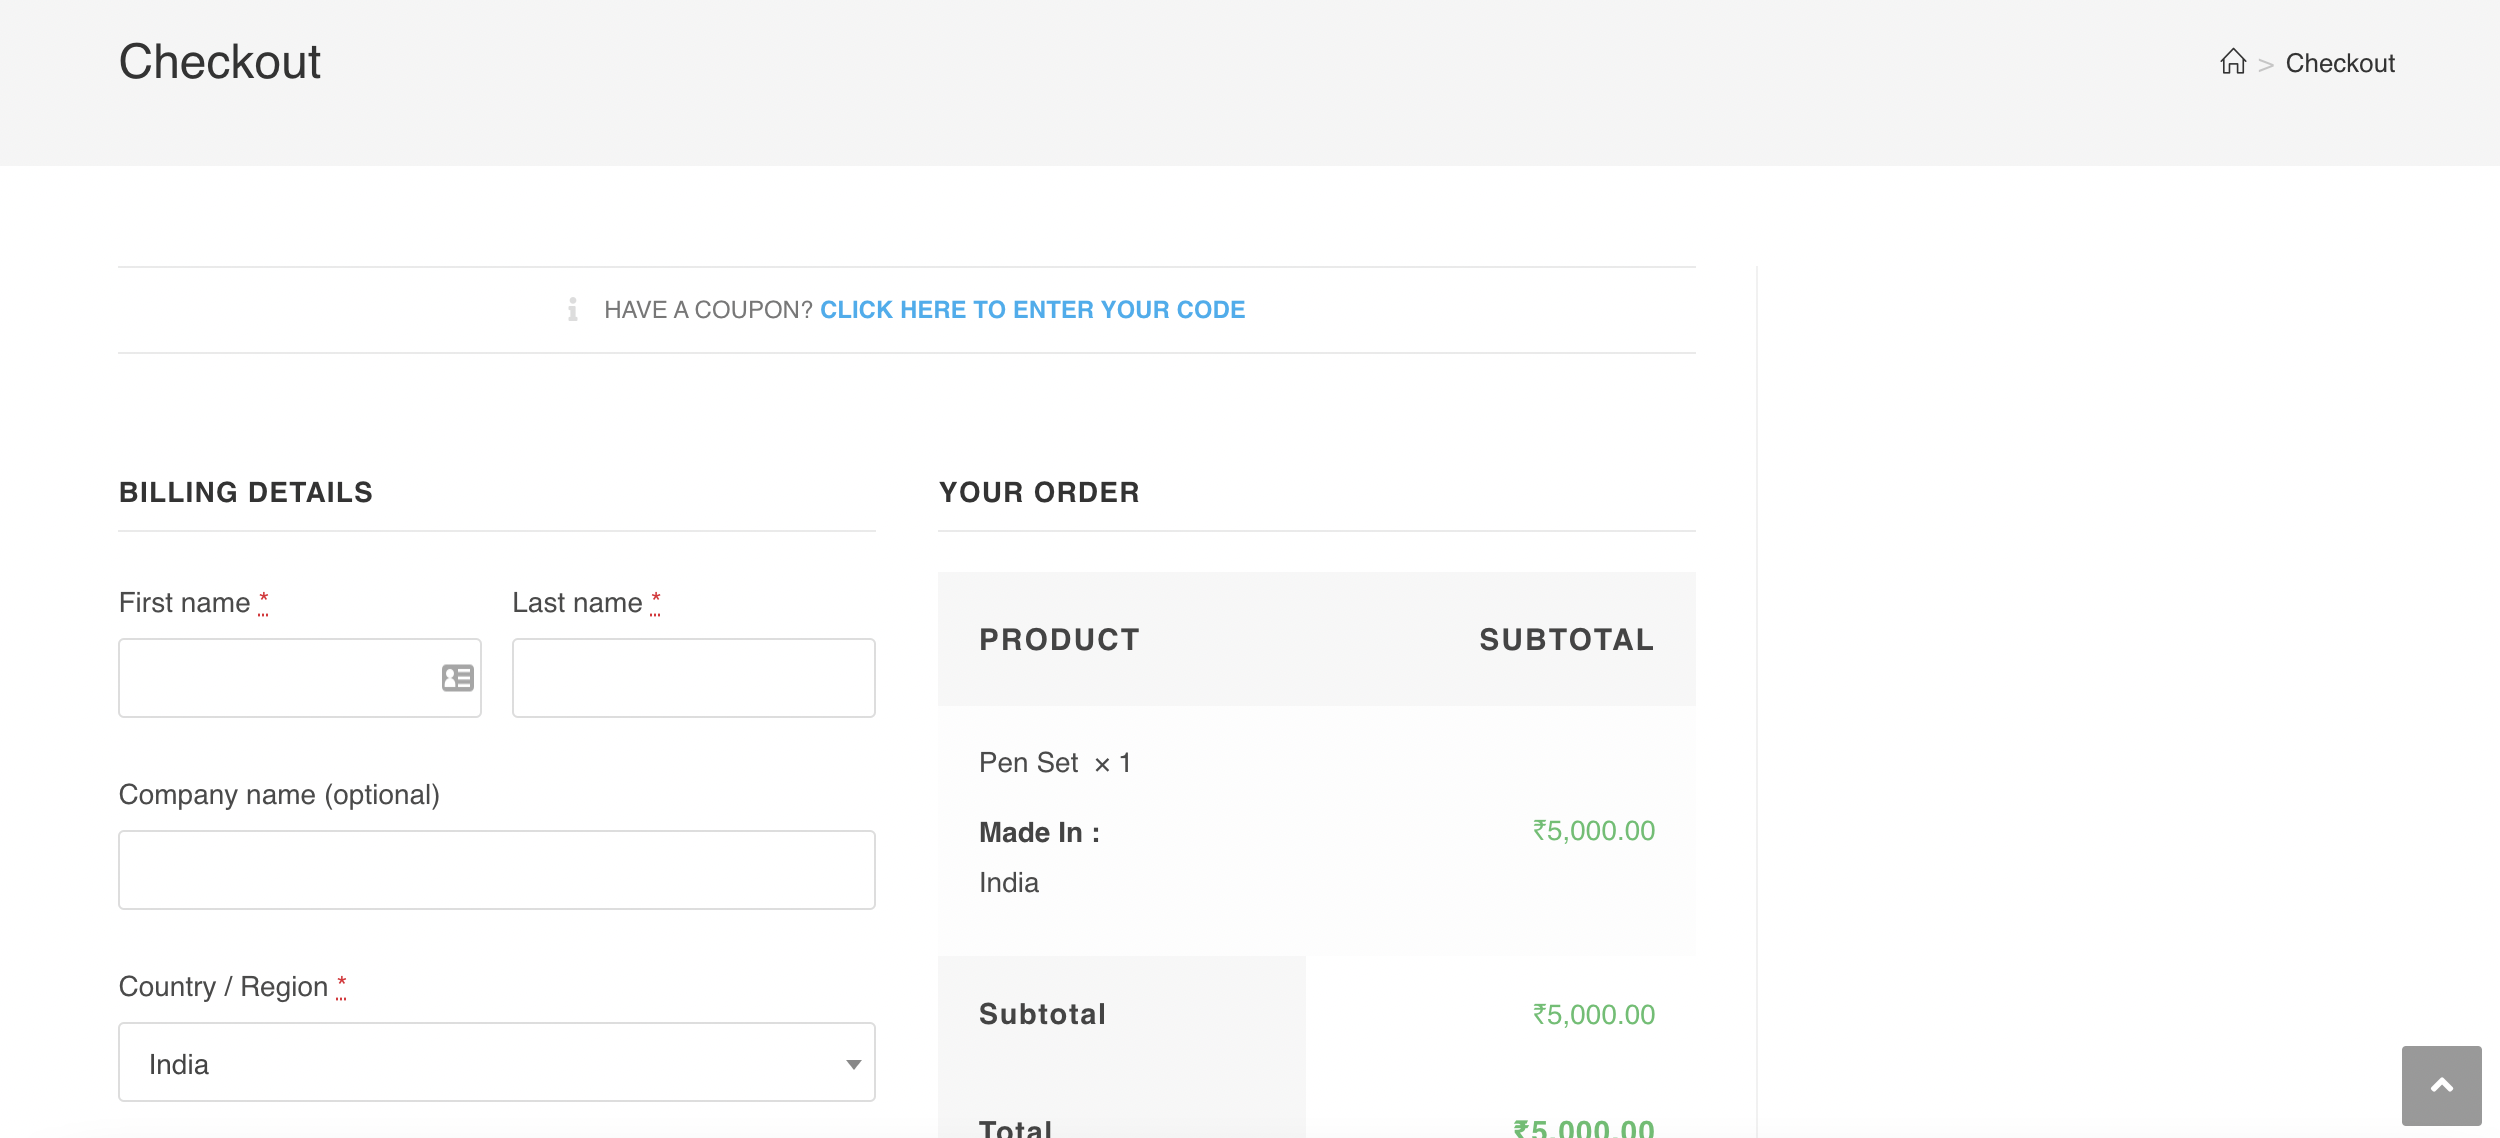 Checkout
> Checkout
HAVE A COUPON? CLICK HERE TO ENTER YOUR CODE
BILLING DETAILS
First name *
Last name *
Company name (optional)
Country / Region *
India
YOUR ORDER
PRODUCT SUBTOTAL
Pen Set × 1
Made In :
₹5,000.00
India
Subtotal ₹5,000.00
Total ₹5,000.00